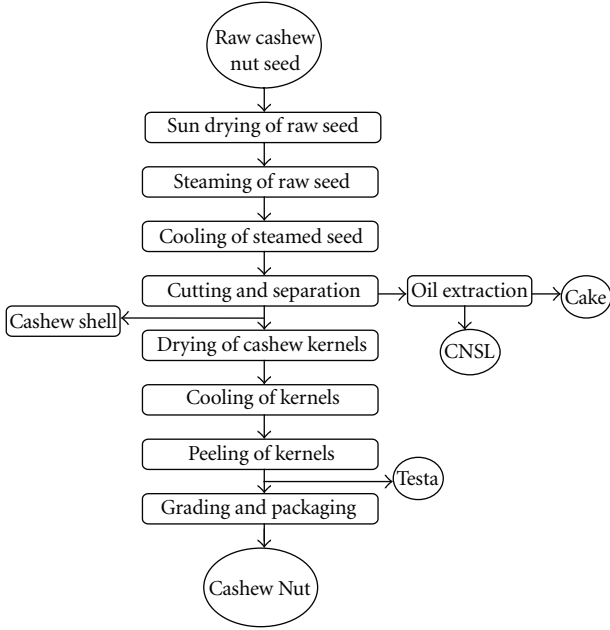 Raw cashew
nut seed
Sun drying of raw seed
Steaming of raw seed
Cooling of steamed seed
Cutting and separation
Oil extraction
Cake
Cashew shell
CNSL
Drying of cashew kernels
Cooling of kernels
Peeling of kernels
Testa
Grading and packaging
Cashew Nut